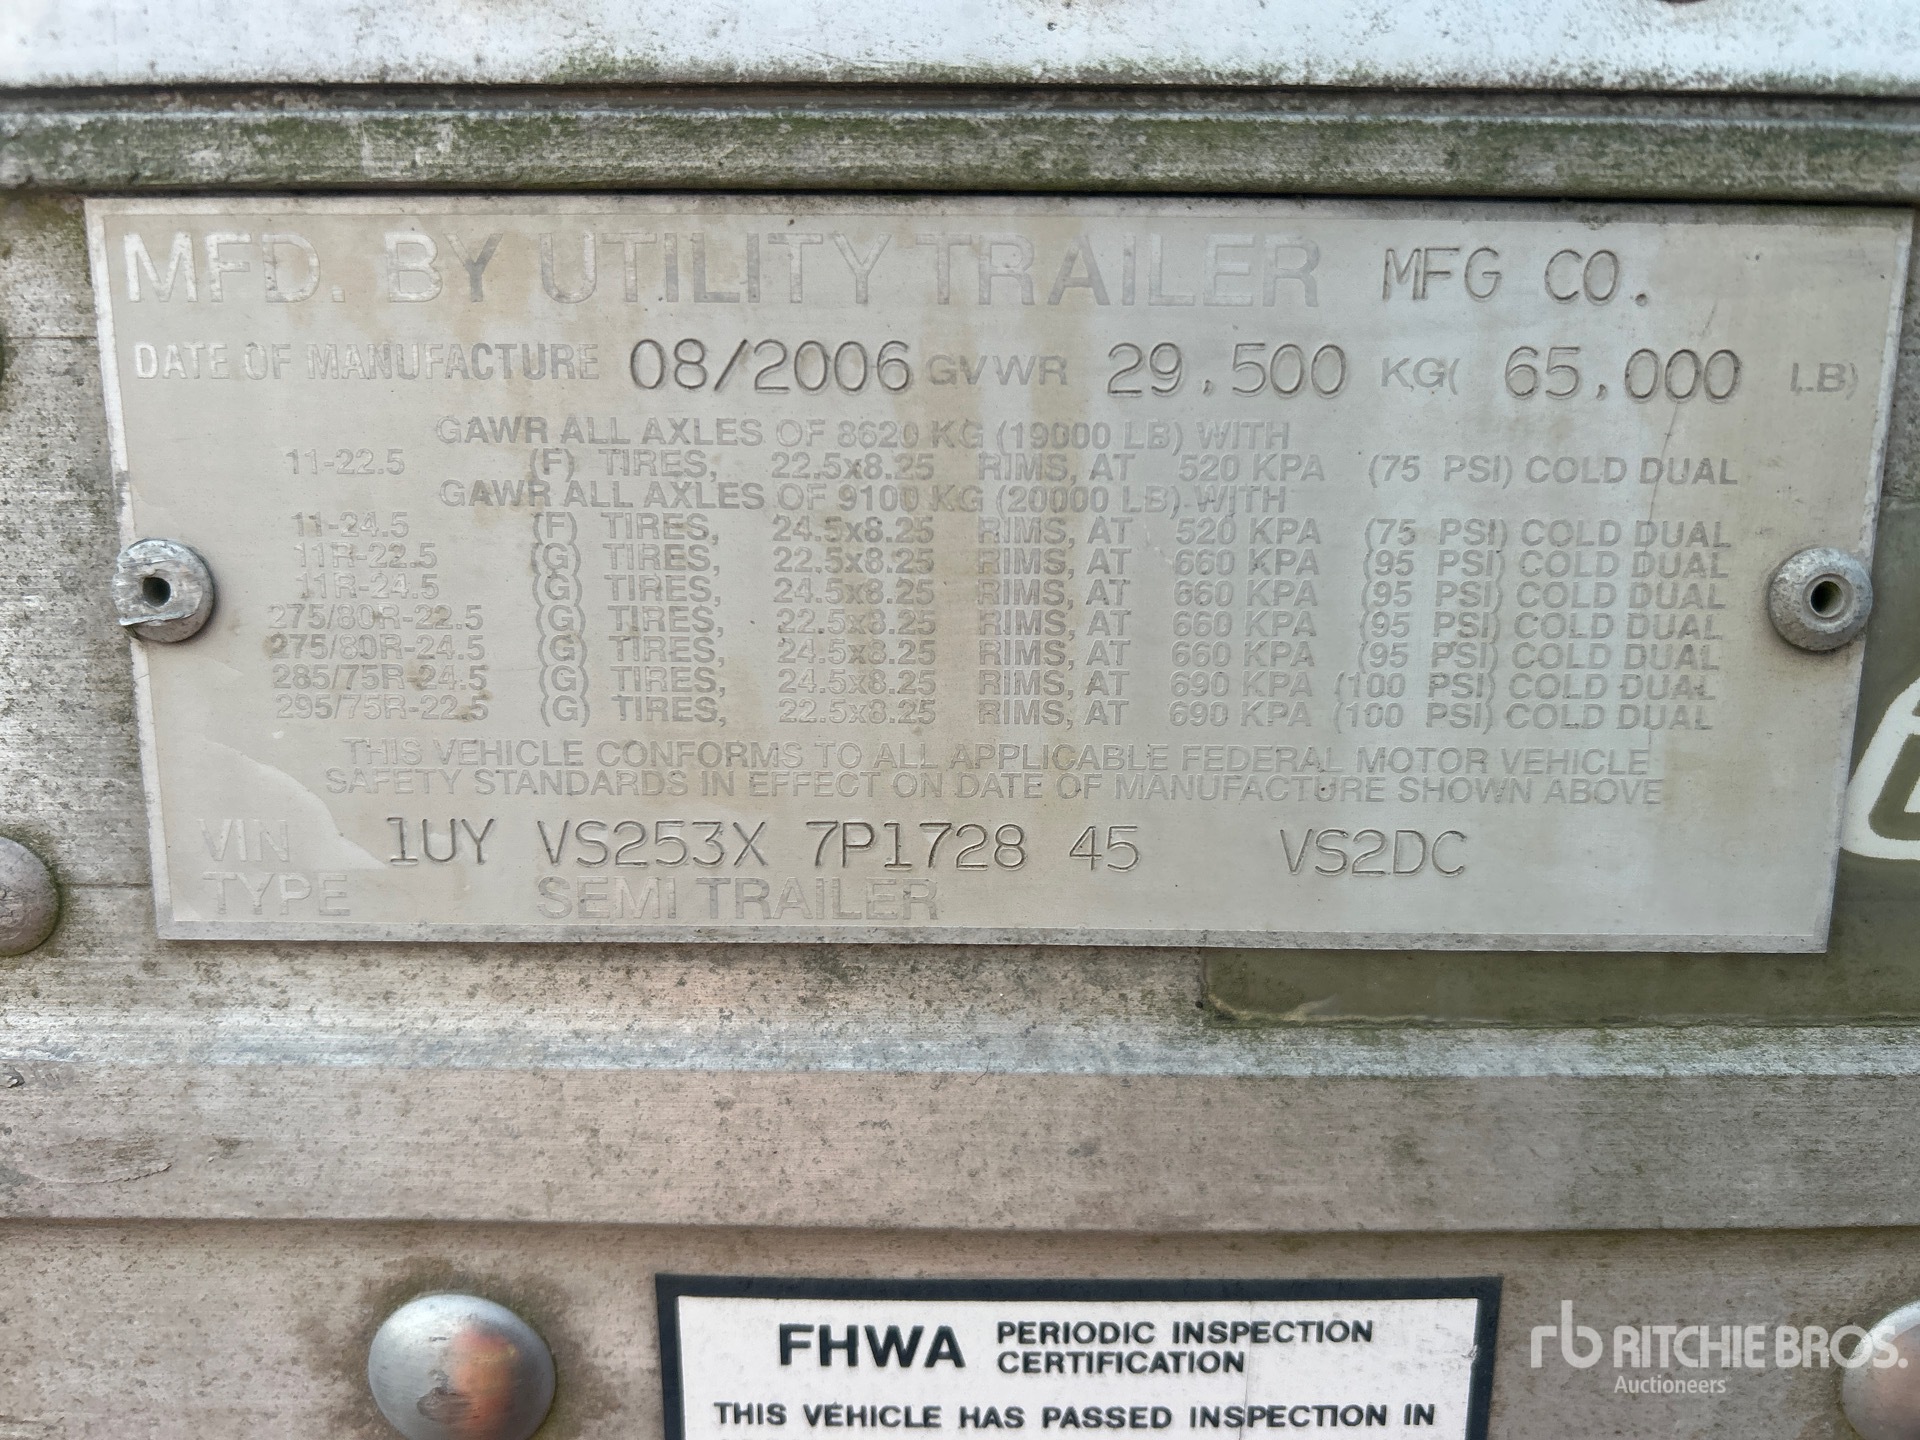 MFD. BY UTILITY TRAILER MFG CO.
DATE OF MANUFACTURE 08/2006 GVWR 29,500 KG( 65,000 LB)
GAWR ALL AXLES OF 8620 KG (19000 LB) WITH
11-22.5 (F) TIRES, 22.5x8.25 RIMS, AT 520 KPA (75 PSI) COLD DUAL
GAWR ALL AXLES OF 9100 KG (20000 LB) WITH
11-24.5 (F) TIRES, 24.5x8.25 RIMS, AT 520 KPA (75 PSI) COLD DUAL
11R-22.5 (G) TIRES, 22.5x8.25 RIMS, AT 660 KPA (95 PSI) COLD DUAL
11R-24.5 (G) TIRES, 24.5x8.25 RIMS, AT 660 KPA (95 PSI) COLD DUAL
275/80R-22.5 (G) TIRES, 22.5x8.25 RIMS, AT 660 KPA (95 PSI) COLD DUAL
275/80R-24.5 (G) TIRES, 24.5x8.25 RIMS, AT 660 KPA (95 PSI) COLD DUAL
285/75R-24.5 (G) TIRES, 24.5x8.25 RIMS, AT 690 KPA (100 PSI) COLD DUAL
295/75R-22.5 (G) TIRES, 22.5x8.25 RIMS, AT 690 KPA (100 PSI) COLD DUAL
THIS VEHICLE CONFORMS TO ALL APPLICABLE FEDERAL MOTOR VEHICLE
SAFETY STANDARDS IN EFFECT ON DATE OF MANUFACTURE SHOWN ABOVE
VIN 1UY VS253X 7P1728 45 VS2DC
TYPE SEMI TRAILER
FHWA PERIODIC INSPECTION
CERTIFICATION
THIS VEHICLE HAS PASSED INSPECTION IN
rb RITCHIE BROS.
Auctioneers